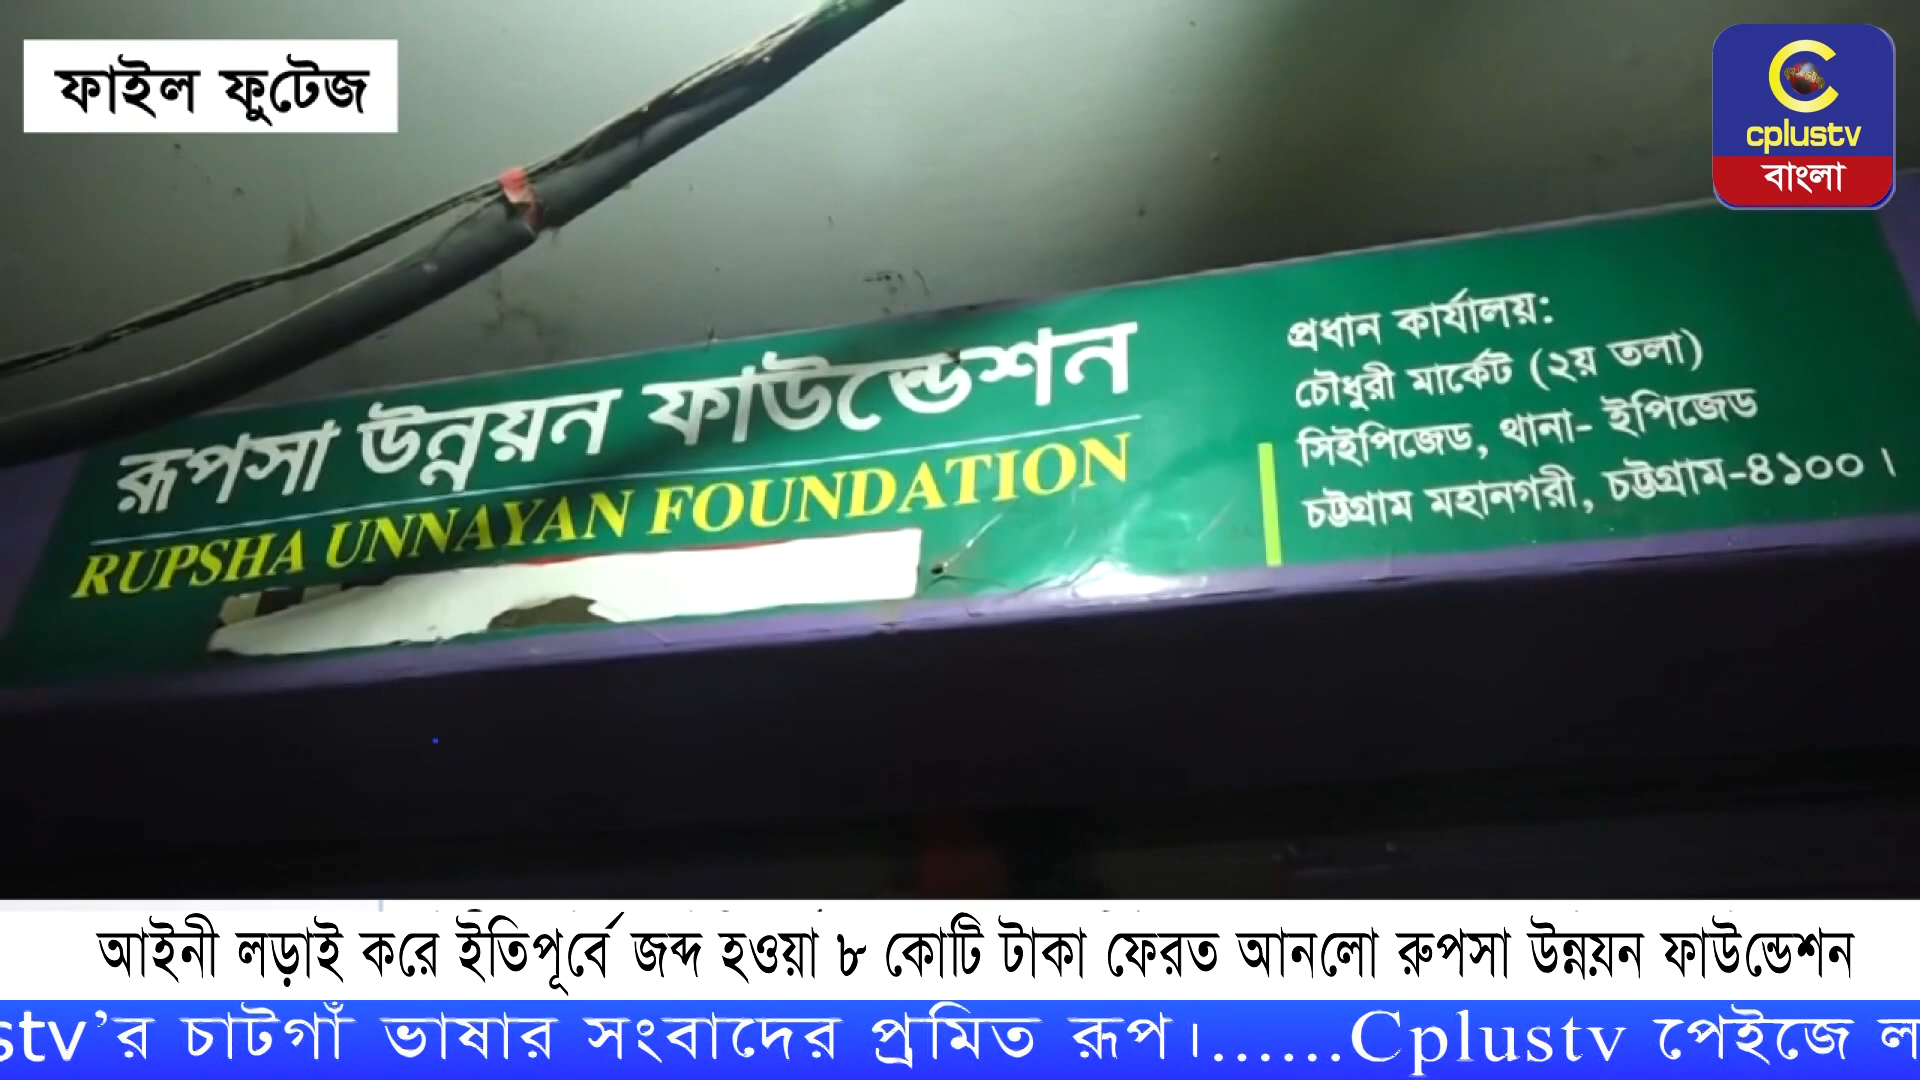 ফাইল ফুটেজ
cplustv
বাংলা
রূপসা উন্নয়ন ফাউন্ডেশন
RUPSHA UNNAYAN FOUNDATION
প্রধান কার্যালয়:
চৌধুরী মার্কেট (২য় তলা)
সিইপিজেড, থানা- ইপিজেড
চট্টগ্রাম মহানগরী, চট্টগ্রাম-৪১০০।
আইনী লড়াই করে ইতিপূর্বে জব্দ হওয়া ৮ কোটি টাকা ফেরত আনলো রুপসা উন্নয়ন ফাউন্ডেশন
stv’র চাটগাঁ ভাষার সংবাদের প্রমিত রূপ।......Cplustv পেইজে ল